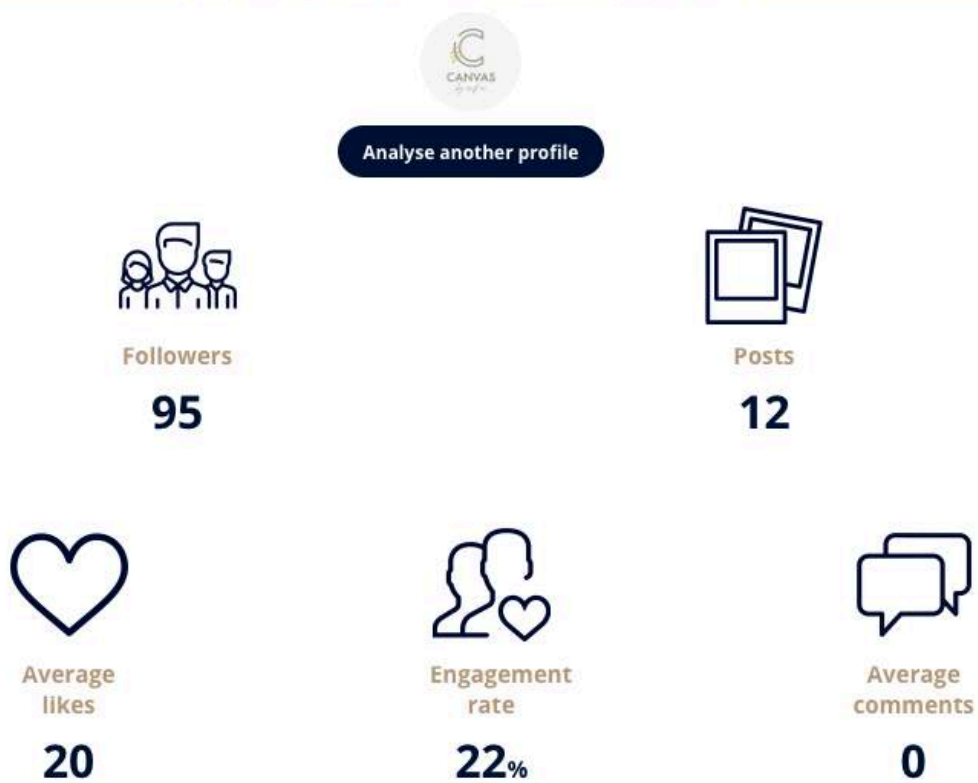 C
CANVAS
Analyse another profile
Followers
Posts
95
12
Average
likes
Engagement
rate
Average
comments
20
22%
0